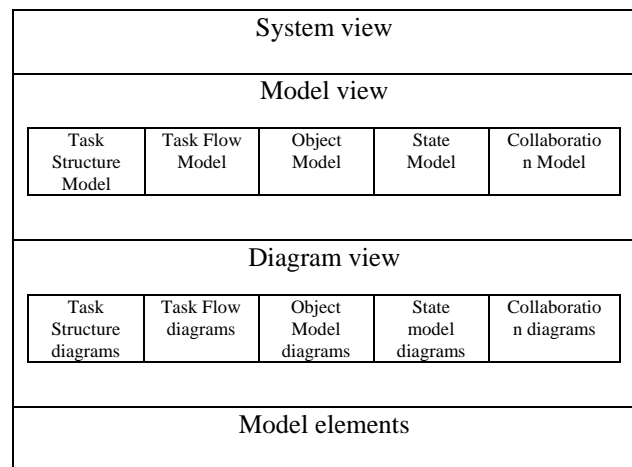 System view
Model view
Task
Structure
Model
Task Flow
Model
Object
Model
State
Model
Collaboratio
n Model
Diagram view
Task
Structure
diagrams
Task Flow
diagrams
Object
Model
diagrams
State
model
diagrams
Collaboratio
n diagrams
Model elements